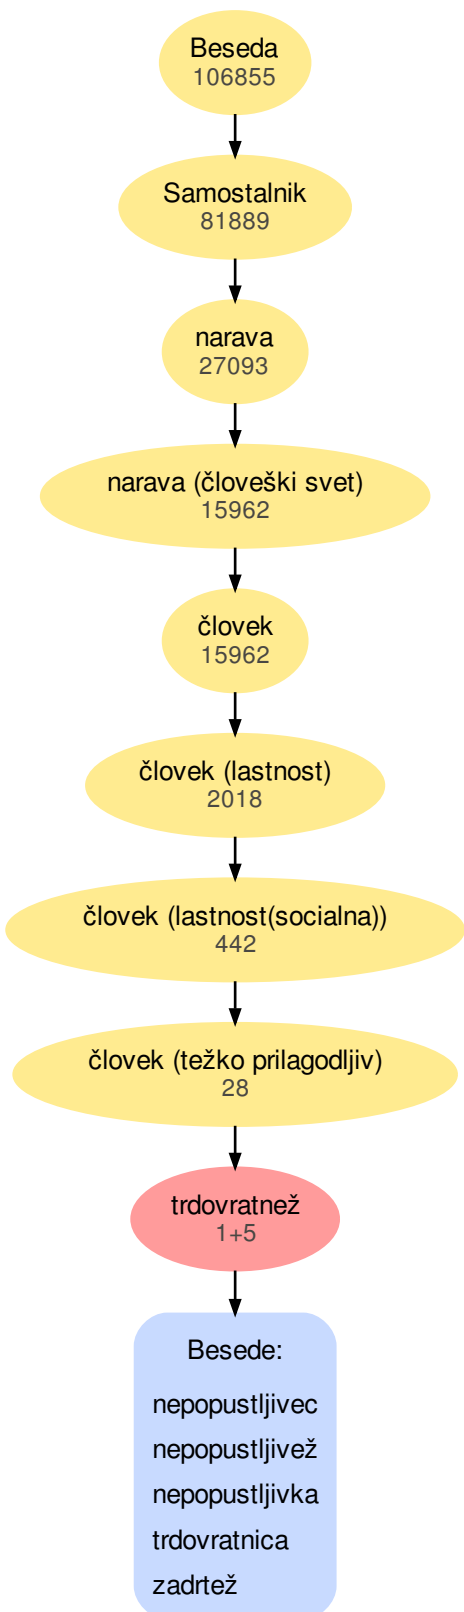 Beseda
106855
Samostalnik
81889
narava
27093
narava (človeški svet)
15962
človek
15962
človek (lastnost)
2018
človek (lastnost(socialna))
442
človek (težko prilagodljiv)
28
trdovratnež
1+5
Besede:
nepopustljivec
nepopustljivež
nepopustljivka
trdovratnica
zadrtež